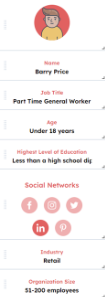 Name
Barry Price
Job Title
Part Time General Worker
Age
Under 18 years
Highest Level of Education
Less than a high school dip
Social Networks
Industry
Retail
Organization Size
51-200 employees